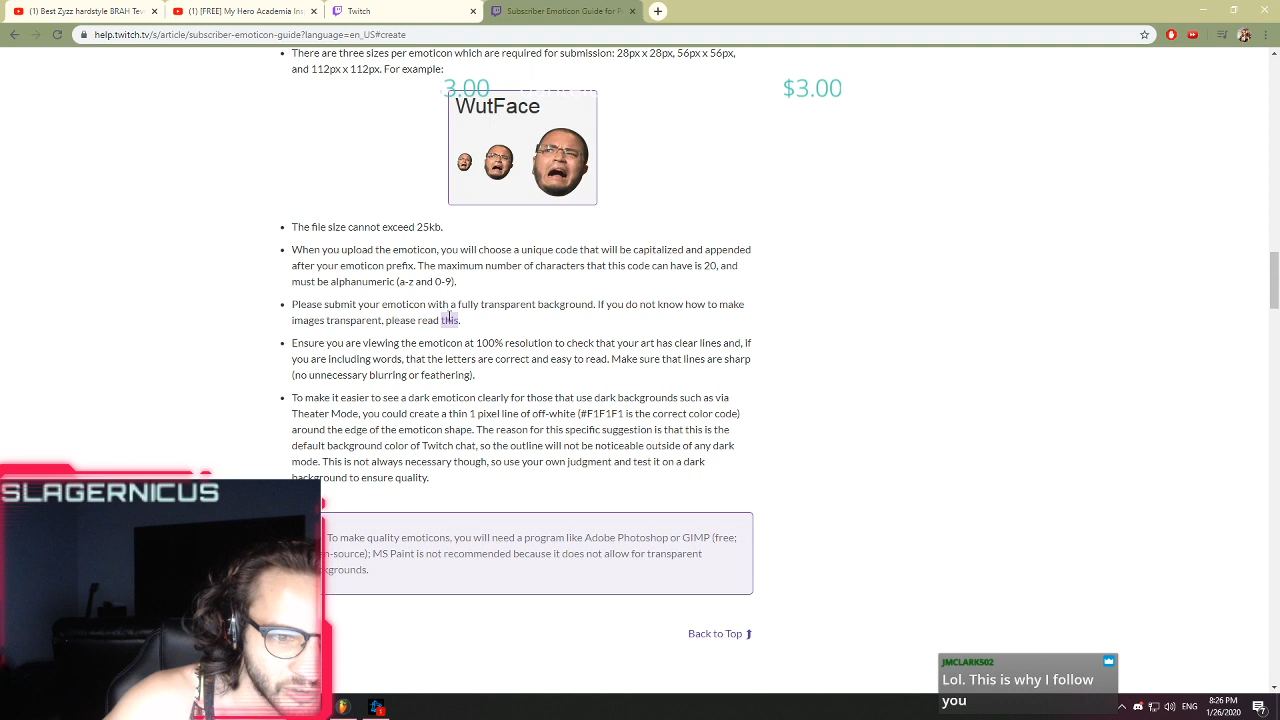 (1) Best Zyzz hardstyle BRAH Tev
(1) [FREE] My Hero Academia Ins
Twitch
Subscriber Emoticon Guide for P
help.twitch.tv/s/article/subscriber-emoticon-guide?language=en_US#create
There are three sizes per emoticon which are required for submission: 28px x 28px, 56px x 56px,
and 112px x 112px. For example:
3.00
$3.00
WutFace
The file size cannot exceed 25kb.
When you upload the emoticon, you will choose a unique code that will be capitalized and appended
after your emoticon prefix. The maximum number of characters that this code can have is 20, and
must be alphanumeric (a-z and 0-9).
Please submit your emoticon with a fully transparent background. If you do not know how to make
images transparent, please read this.
Ensure you are viewing the emoticon at 100% resolution to check that your art has clear lines and, if
you are including words, that the letters are correct and easy to read. Make sure that lines are sharp
(no unnecessary blurring or feathering).
To make it easier to see a dark emoticon clearly for those that use dark backgrounds such as via
Theater Mode, you could create a thin 1 pixel line of off-white (#F1F1F1 is the correct color code)
around the edge of the emoticon shape. The reason for this specific suggestion is that this is the
default background color of Twitch chat, so the outline will not be noticeable outside of any dark
mode. This is not always necessary though, so use your own judgment and test it on a dark
background to ensure quality.
SLAGERNICUS
To make quality emoticons, you will need a program like Adobe Photoshop or GIMP (free;
n-source); MS Paint is not recommended because it does not allow for transparent
kgrounds.
Back to Top
JMCLARK502
Lol. This is why I follow
you
8:26 PM
1/26/2020